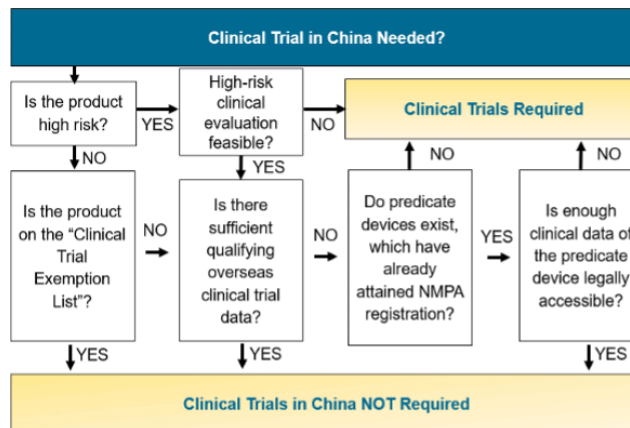 Clinical Trial in China Needed?
Is the product
high risk?
YES
High-risk
clinical
evaluation
feasible?
NO
Clinical Trials Required
NO
YES
NO
NO
Is the product
on the "Clinical
Trial
Exemption
List"?
NO
Is there
sufficient
qualifying
overseas
clinical trial
data?
NO
Do predicate
devices exist,
which have
already
attained NMPA
registration?
YES
Is enough
clinical data of
the predicate
device legally
accessible?
YES
YES
YES
Clinical Trials in China NOT Required